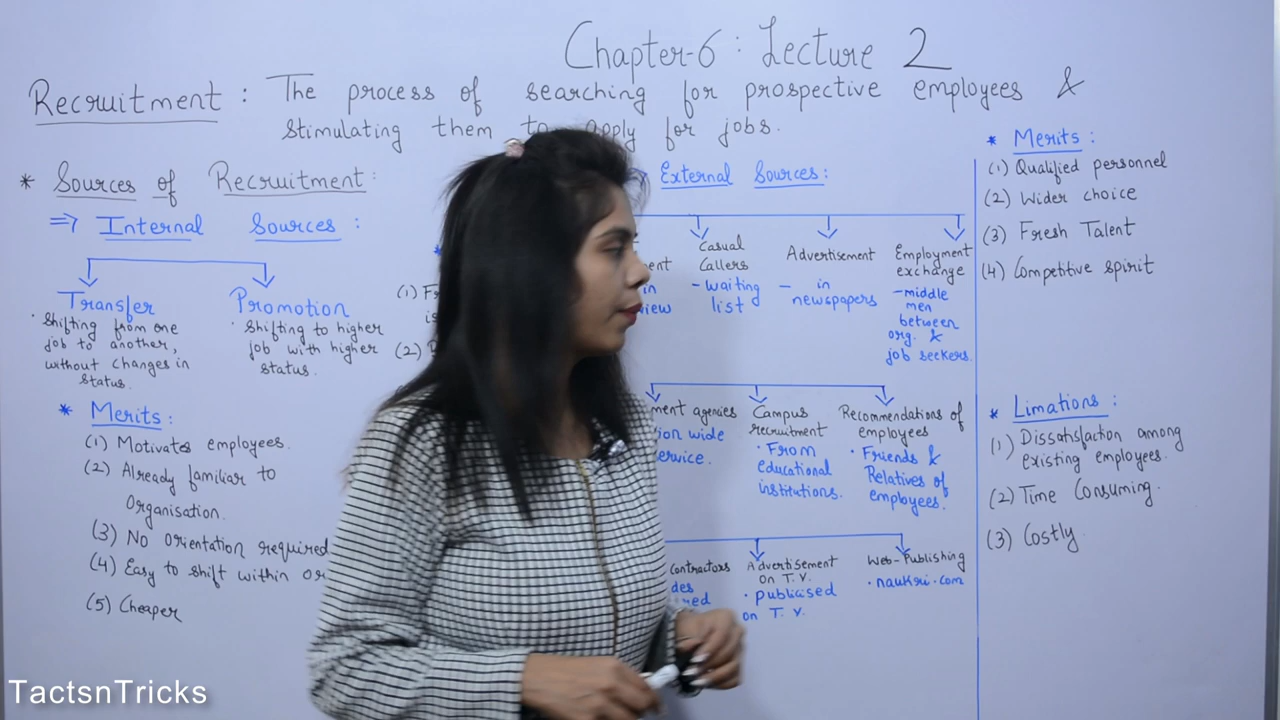 Chapter-6 : Lecture 2
Recruitment : The process of searching for prospective employees &
stimulating them to apply for jobs.
* Sources of Recruitment :
⇒ Internal Sources :
Transfer
· Shifting from one
job to another,
without changes in
status.
Promotion
· Shifting to higher
job with higher
status.
* Merits :
(1) Motivates employees.
(2) Already familiar to
Organisation.
(3) No orientation required
(4) Easy to shift within
(5) Cheaper
(1)
(2)
External Sources :
in
Casual
Callers
- waiting
list
Advertisement
- in
newspapers
Employment
exchange
- middle
men
between
org. &
job seekers.
agencies
wide
Campus
recruitment
· From
educational
institutions.
Recommendations of
employees
· Friends &
Relatives of
employees.
contractors
Advertisement
on T.V.
· publicised
on T.V.
Web-Publishing
· naukri.com
* Merits :
(1) Qualified personnel
(2) Wider choice
(3) Fresh Talent
(4) Competitive spirit
* Limations :
(1) Dissatisfaction among
existing employees.
(2) Time Consuming.
(3) Costly
TactsnTricks